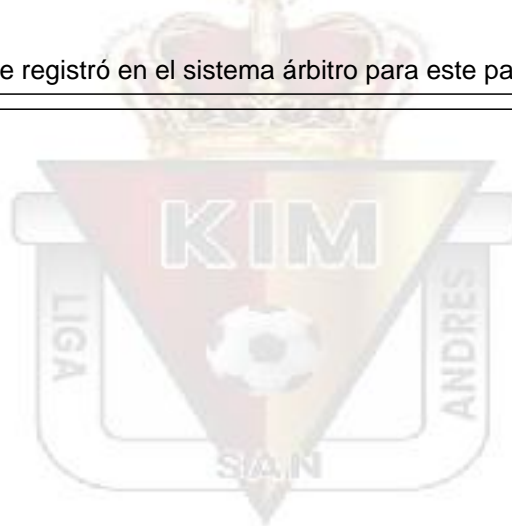 e registró en el sistema árbitro para este pa
KIM
LIGA
ANDRES
SAN